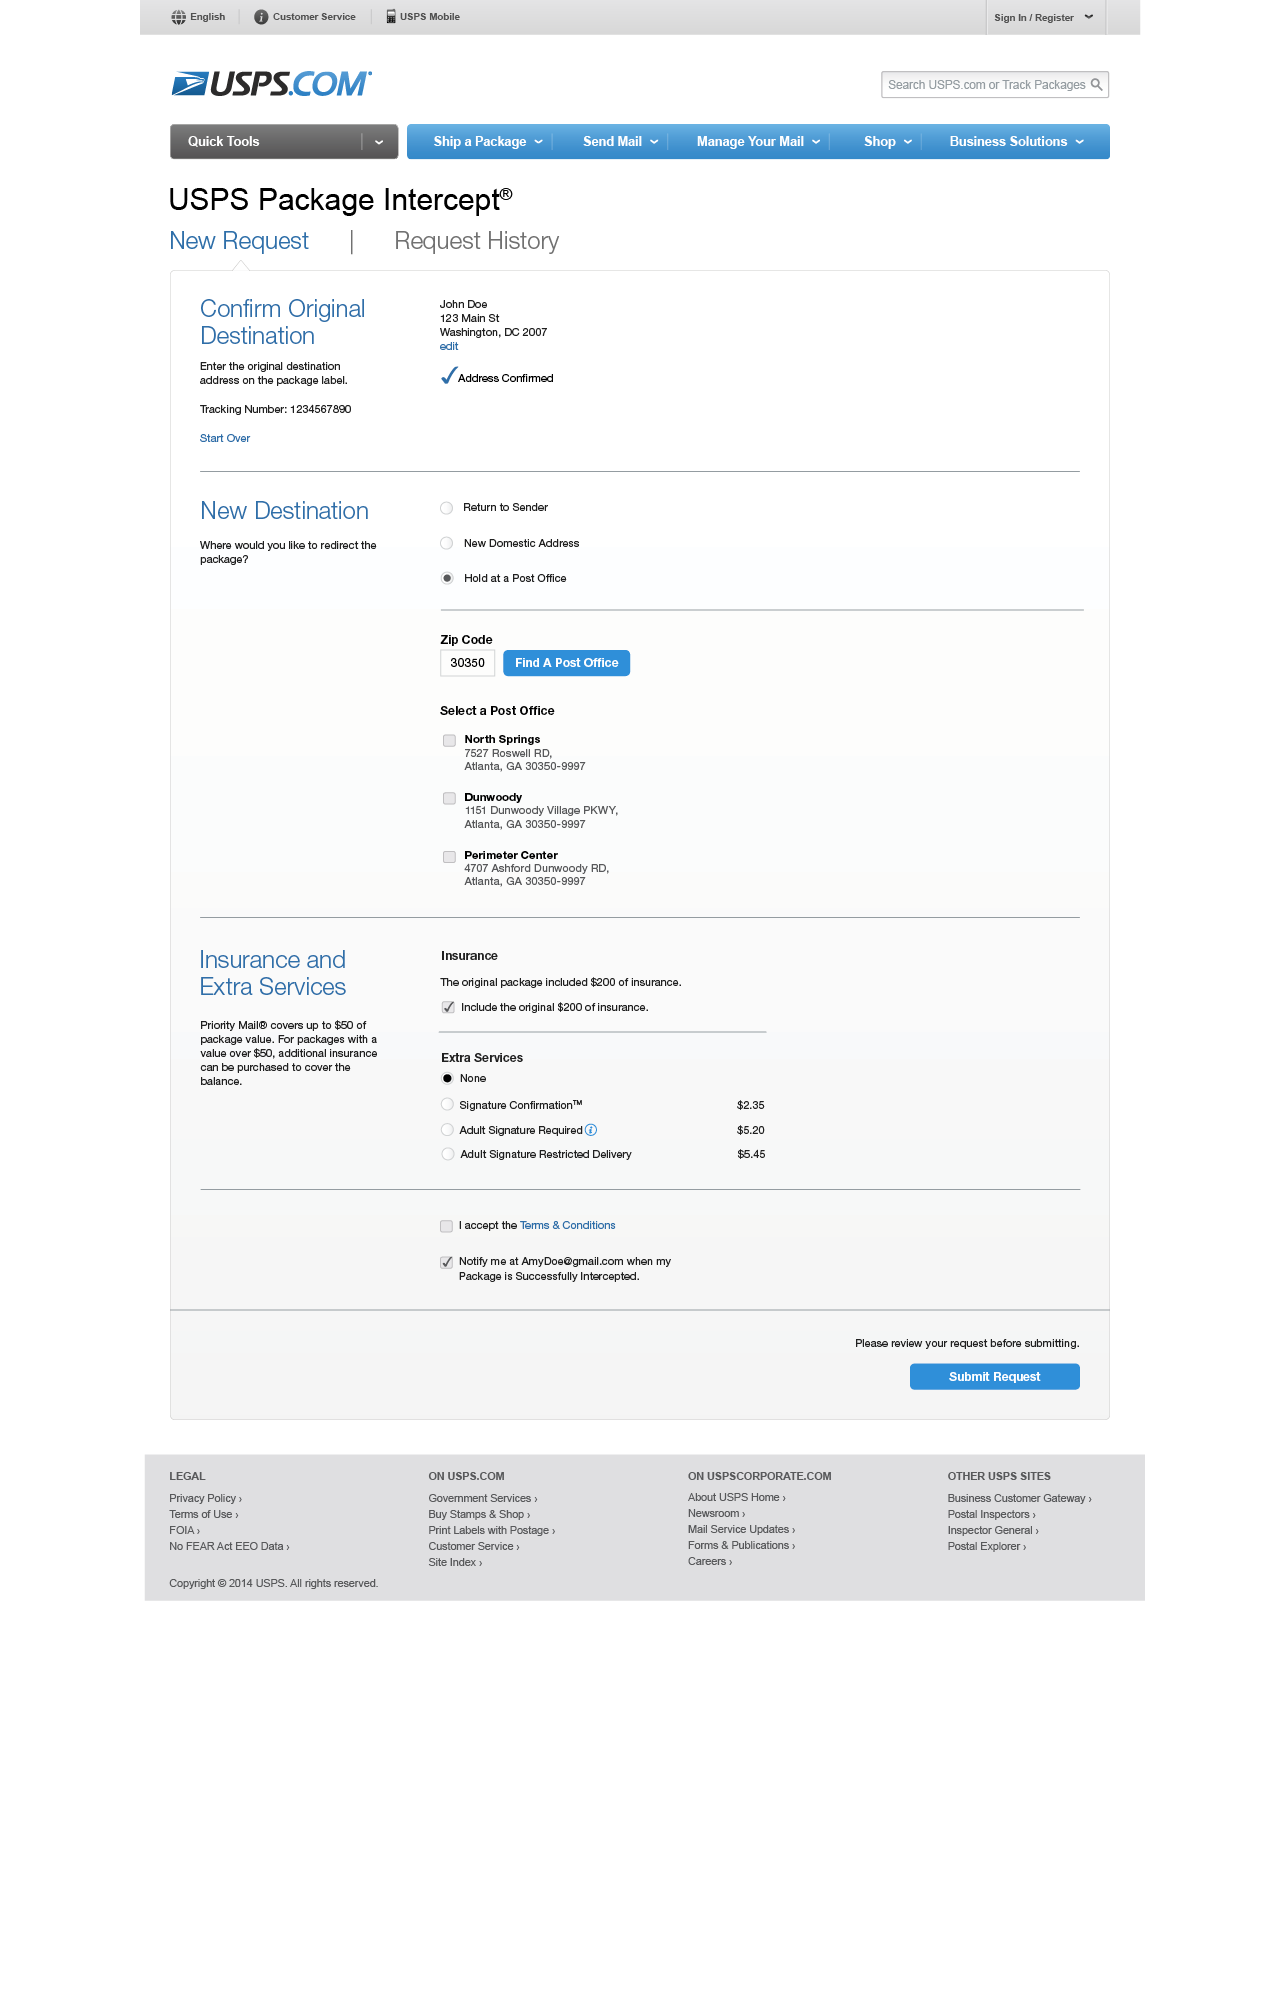 English
Customer Service
USPS Mobile
Sign In / Register
USPS.COM
Search USPS.com or Track Packages
Quick Tools
Ship a Package
Send Mail
Manage Your Mail
Shop
Business Solutions
USPS Package Intercept®
New Request | Request History
Confirm Original
Destination
Enter the original destination
address on the package label.
Tracking Number: 1234567890
Start Over
John Doe
123 Main St
Washington, DC 2007
edit
Address Confirmed
New Destination
Where would you like to redirect the
package?
Return to Sender
New Domestic Address
Hold at a Post Office
Zip Code
30350
Find A Post Office
Select a Post Office
North Springs
7527 Roswell RD,
Atlanta, GA 30350-9997
Dunwoody
1151 Dunwoody Village PKWY,
Atlanta, GA 30350-9997
Perimeter Center
4707 Ashford Dunwoody RD,
Atlanta, GA 30350-9997
Insurance and
Extra Services
Priority Mail® covers up to $50 of
package value. For packages with a
value over $50, additional insurance
can be purchased to cover the
balance.
Insurance
The original package included $200 of insurance.
Include the original $200 of insurance.
Extra Services
None
Signature Confirmation™ $2.35
Adult Signature Required $5.20
Adult Signature Restricted Delivery $5.45
I accept the Terms & Conditions
Notify me at AmyDoe@gmail.com when my
Package is Successfully Intercepted.
Please review your request before submitting.
Submit Request
LEGAL
Privacy Policy ›
Terms of Use ›
FOIA ›
No FEAR Act EEO Data ›
ON USPS.COM
Government Services ›
Buy Stamps & Shop ›
Print Labels with Postage ›
Customer Service ›
Site Index ›
ON USPSCORPORATE.COM
About USPS Home ›
Newsroom ›
Mail Service Updates ›
Forms & Publications ›
Careers ›
OTHER USPS SITES
Business Customer Gateway ›
Postal Inspectors ›
Inspector General ›
Postal Explorer ›
Copyright © 2014 USPS. All rights reserved.